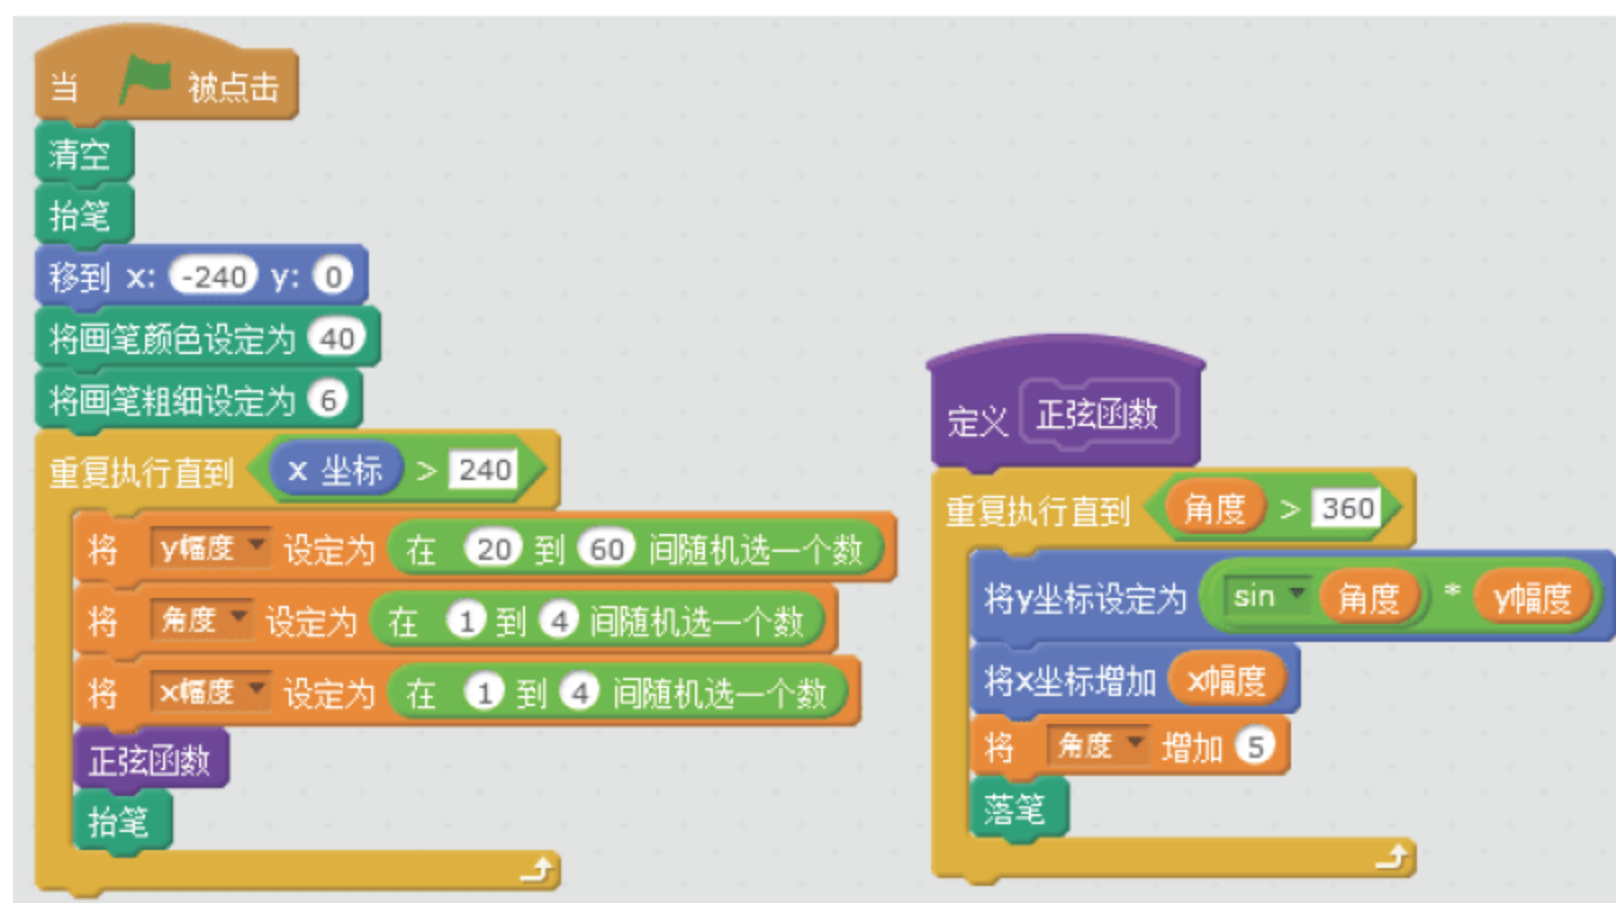 当 被点击
清空
抬笔
移到 x: -240 y: 0
将画笔颜色设定为 40
将画笔粗细设定为 6
重复执行直到 x 坐标 > 240
将 y幅度 设定为 在 20 到 60 间随机选一个数
将 角度 设定为 在 1 到 4 间随机选一个数
将 x幅度 设定为 在 1 到 4 间随机选一个数
正弦函数
抬笔
定义 正弦函数
重复执行直到 角度 > 360
将y坐标设定为 sin 角度 * y幅度
将x坐标增加 x幅度
将 角度 增加 5
落笔